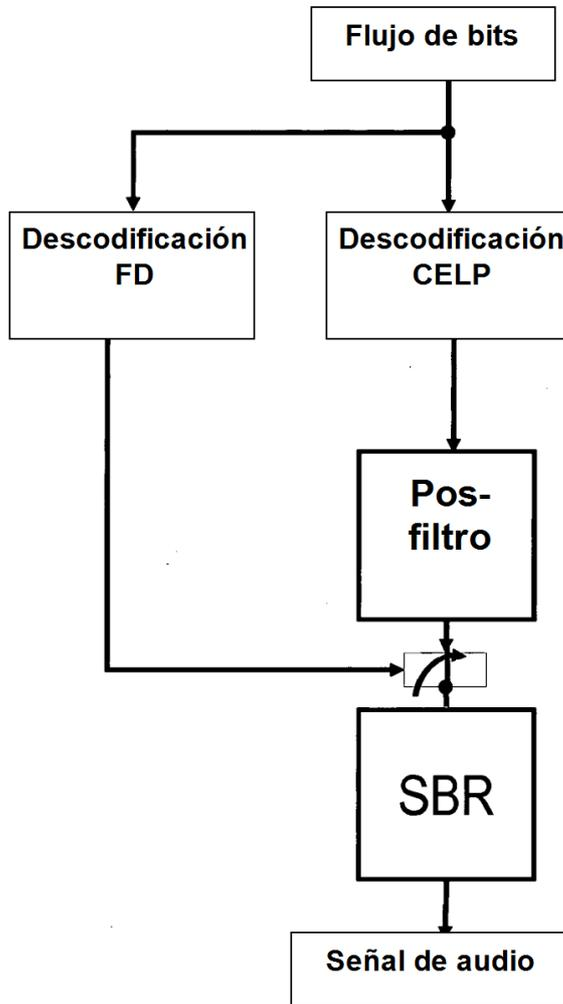 Flujo de bits
Descodificación
FD
Descodificación
CELP
Pos-
filtro
SBR
Señal de audio